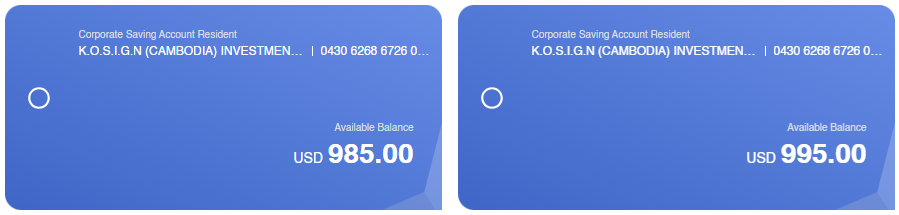 Corporate Saving Account Resident
K.O.S.I.G.N (CAMBODIA) INVESTMEN... | 0430 6268 6726 0...
Available Balance
USD 985.00
Corporate Saving Account Resident
K.O.S.I.G.N (CAMBODIA) INVESTMEN... | 0430 6268 6726 0...
Available Balance
USD 995.00